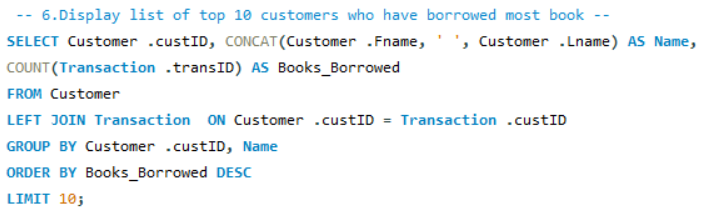 -- 6.Display list of top 10 customers who have borrowed most book --
SELECT Customer .custID, CONCAT(Customer .Fname, ' ', Customer .Lname) AS Name,
COUNT(Transaction .transID) AS Books_Borrowed
FROM Customer
LEFT JOIN Transaction  ON Customer .custID = Transaction .custID
GROUP BY Customer .custID, Name
ORDER BY Books_Borrowed DESC
LIMIT 10;